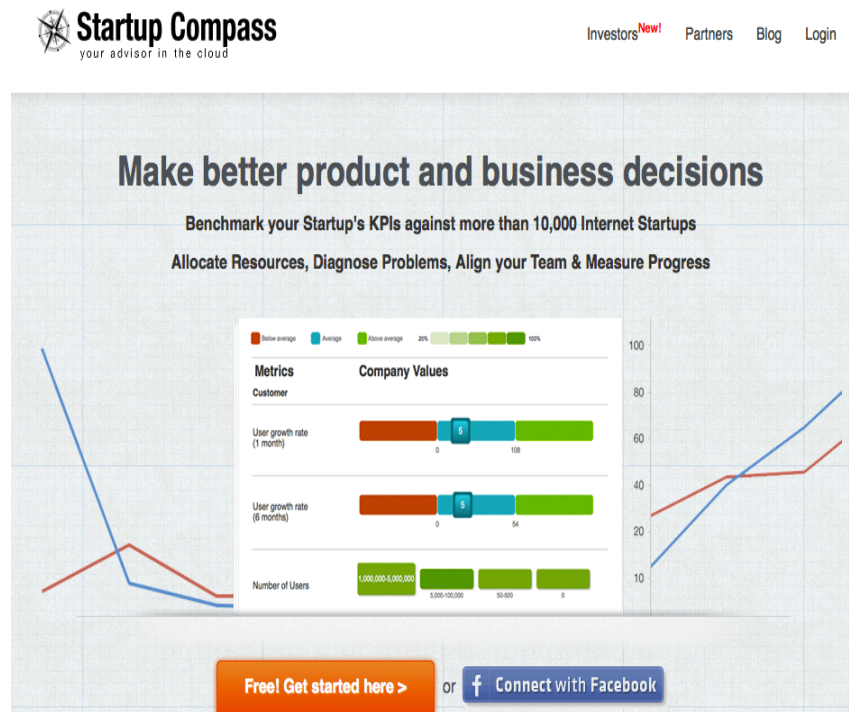 Startup Compass
your advisor in the cloud
Investors New! Partners Blog Login
Make better product and business decisions
Benchmark your Startup's KPIs against more than 10,000 Internet Startups
Allocate Resources, Diagnose Problems, Align your Team & Measure Progress
Below average Average Above average 20% 100%
Metrics Company Values
Customer
User growth rate
(1 month)
5
0 108
User growth rate
(6 months)
5
0 54
Number of Users
1,000,000-5,000,000
5,000-100,000 50-500 0
100
80
60
40
20
10
Free! Get started here > or f Connect with Facebook